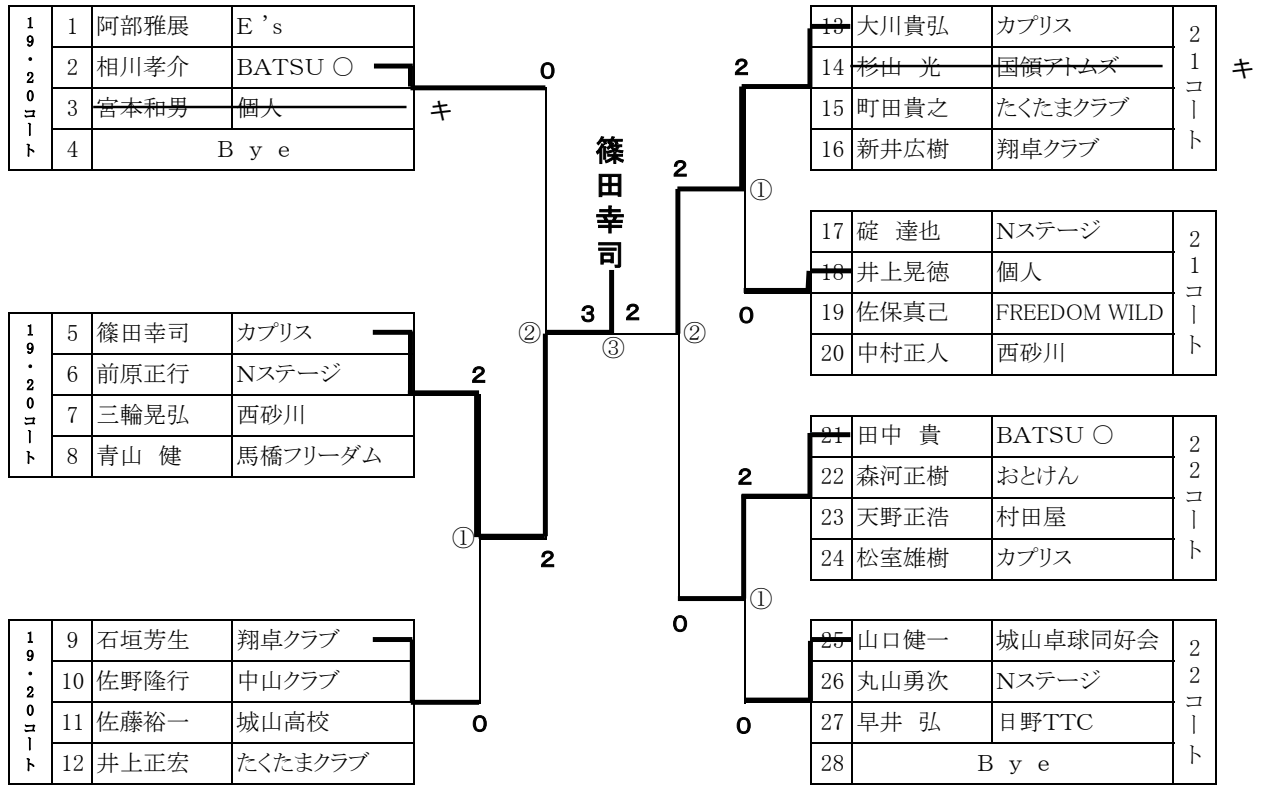 19・20コート
1 阿部雅展 E's
2 相川孝介 BATSU〇
3 宮本和男 個人 キ
4 Bye
19・20コート
5 篠田幸司 カプリス
6 前原正行 Nステージ
7 三輪晃弘 西砂川
8 青山 健 馬橋フリーダム
19・20コート
9 石垣芳生 翔卓クラブ
10 佐野隆行 中山クラブ
11 佐藤裕一 城山高校
12 井上正宏 たくたまクラブ
0
2
①
0
②
2
篠田幸司
3 2
③
2
②
0
2
①
0
2
①
0
13 大川貴弘 カプリス
14 杉山 光 国領アトムズ キ
15 町田貴之 たくたまクラブ
16 新井広樹 翔卓クラブ
21コート
17 碇 達也 Nステージ
18 井上晃徳 個人
19 佐保真己 FREEDOM WILD
20 中村正人 西砂川
21コート
21 田中 貴 BATSU〇
22 森河正樹 おとけん
23 天野正浩 村田屋
24 松室雄樹 カプリス
22コート
25 山口健一 城山卓球同好会
26 丸山勇次 Nステージ
27 早井 弘 日野TTC
28 Bye
22コート